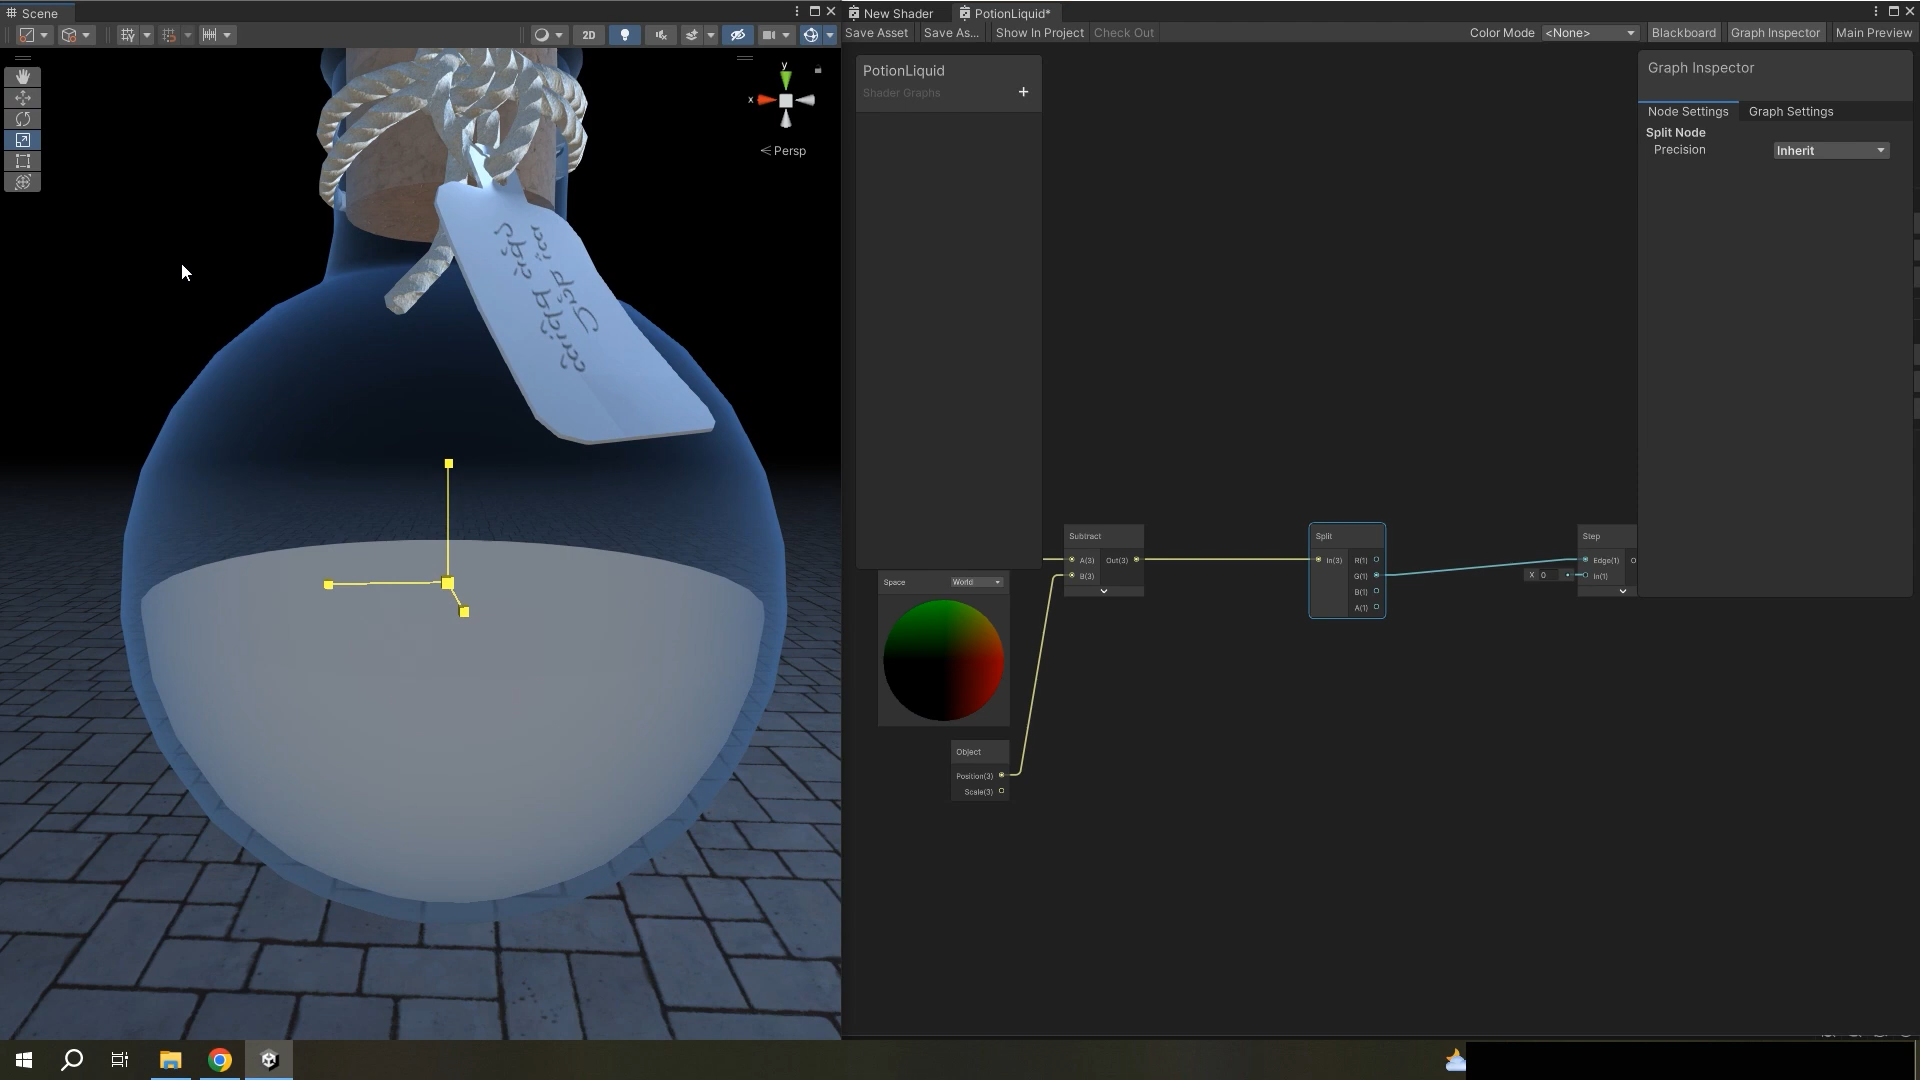 Scene
New Shader
PotionLiquid*
2D
Save Asset
Save As...
Show In Project
Check Out
Color Mode
<None>
Blackboard
Graph Inspector
Main Preview
y
x
Persp
PotionLiquid
Shader Graphs
+
Graph Inspector
Node Settings
Graph Settings
Split Node
Precision
Inherit
Subtract
A(3)
Out(3)
B(3)
Split
In(3)
R(1)
G(1)
B(1)
A(1)
Step
Edge(1)
X 0
In(1)
Space
World
Object
Position(3)
Scale(3)